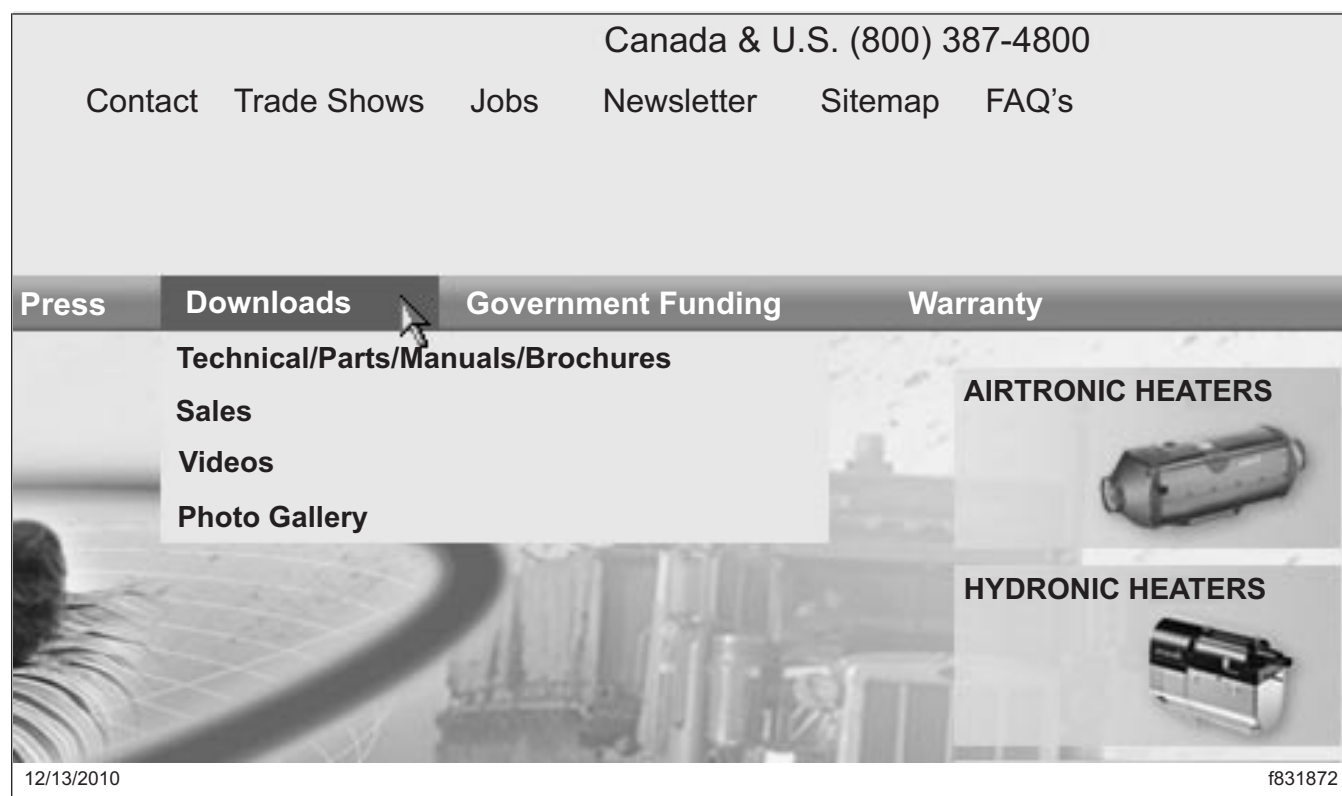 Canada & U.S. (800) 387-4800
Contact Trade Shows Jobs Newsletter Sitemap FAQ’s
Press Downloads Government Funding Warranty
Technical/Parts/Manuals/Brochures
Sales
Videos
Photo Gallery
AIRTRONIC HEATERS
HYDRONIC HEATERS
12/13/2010 f831872